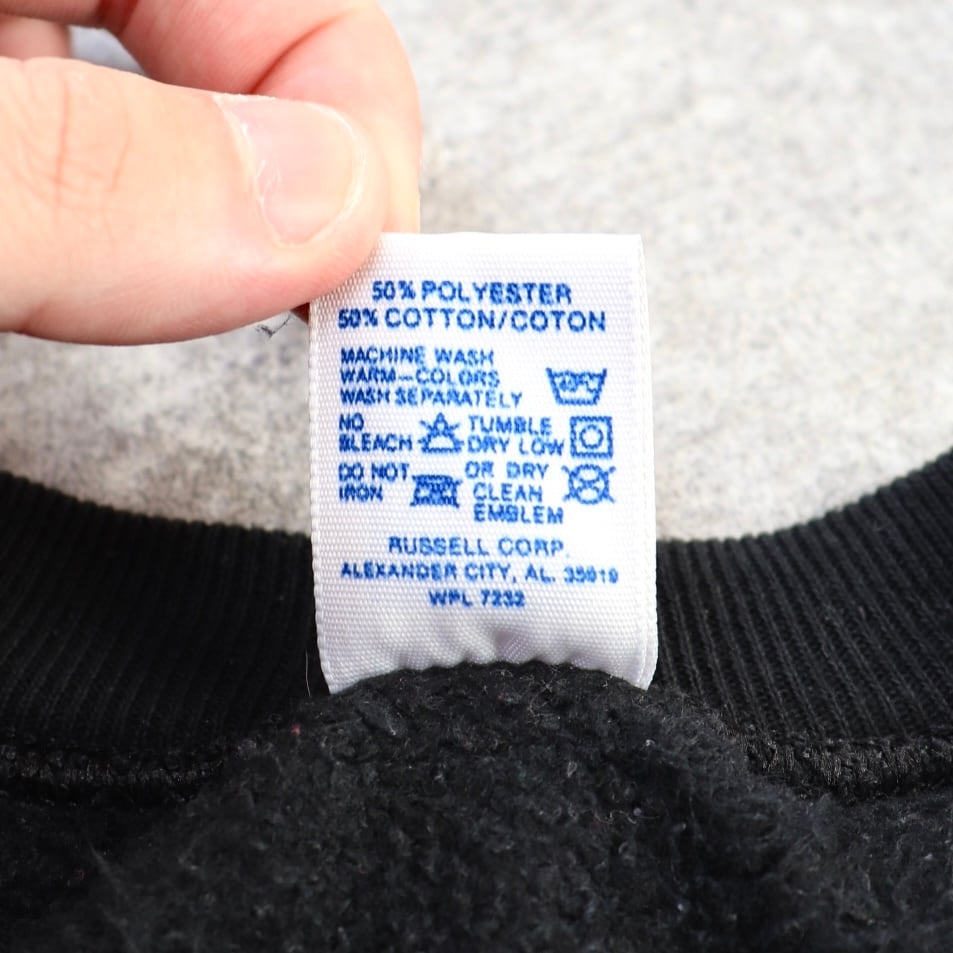 50% POLYESTER
50% COTTON/COTON
MACHINE WASH
WARM-COLORS
WASH SEPARATELY
NO
BLEACH
TUMBLE
DRY LOW
DO NOT
IRON
OR DRY
CLEAN
EMBLEM
RUSSELL CORP.
ALEXANDER CITY, AL.
WPL 7232